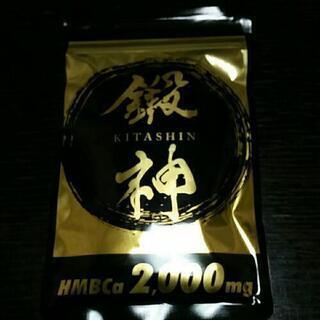 鍛
KITASHIN
神
HMBCa 2,000mg